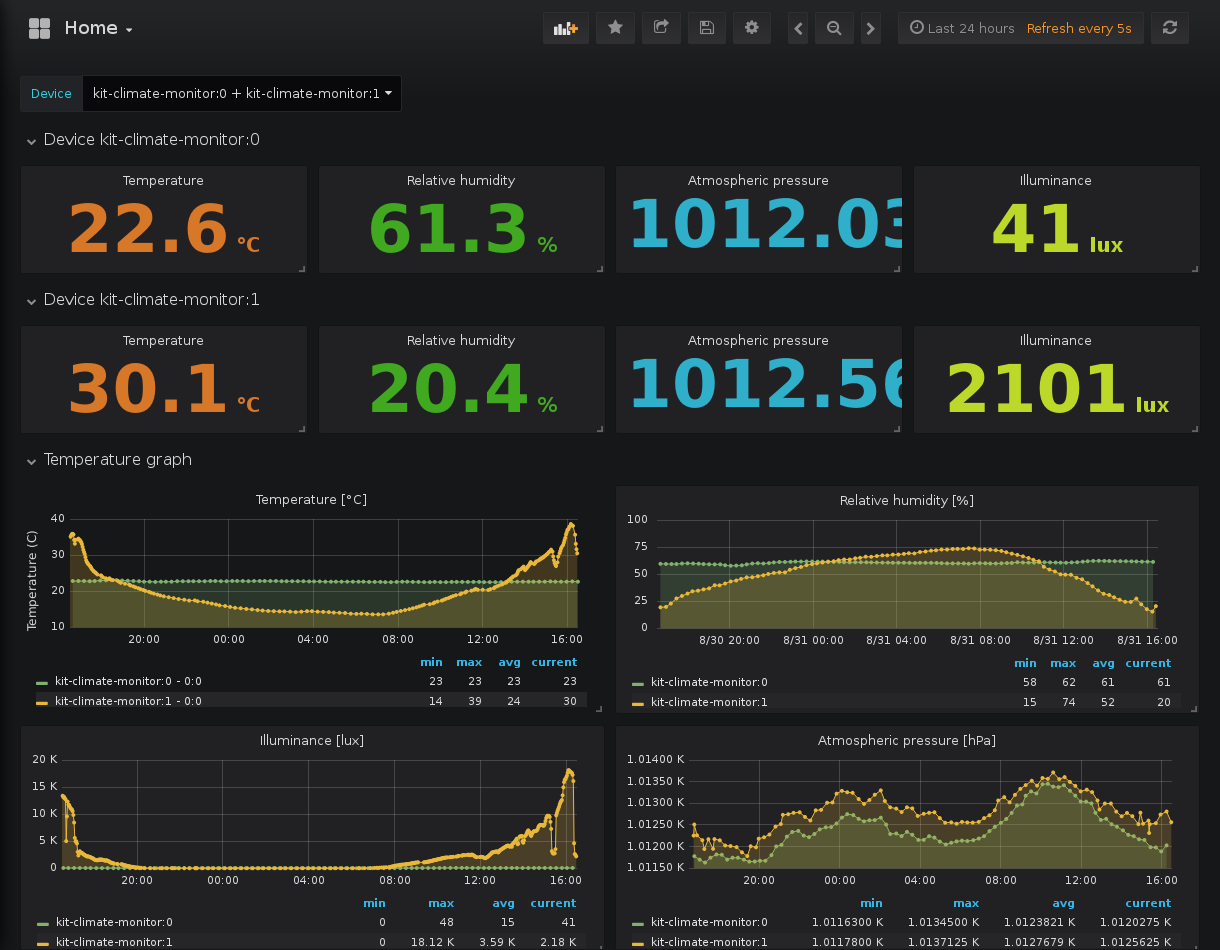 Home
Last 24 hours Refresh every 5s
Device kit-climate-monitor:0 + kit-climate-monitor:1
Device kit-climate-monitor:0
Temperature Relative humidity Atmospheric pressure Illuminance
22.6 °C 61.3 % 1012.03 41 lux
Device kit-climate-monitor:1
Temperature Relative humidity Atmospheric pressure Illuminance
30.1 °C 20.4 % 1012.56 2101 lux
Temperature graph
Temperature [°C]
Temperature (C)
40
30
20
10
20:00 00:00 04:00 08:00 12:00 16:00
min max avg current
kit-climate-monitor:0 - 0:0 23 23 23 23
kit-climate-monitor:1 - 0:0 14 39 24 30
Relative humidity [%]
100
75
50
25
0
8/30 20:00 8/31 00:00 8/31 04:00 8/31 08:00 8/31 12:00 8/31 16:00
min max avg current
kit-climate-monitor:0 58 62 61 61
kit-climate-monitor:1 15 74 52 20
Illuminance [lux]
20 K
15 K
10 K
5 K
0
20:00 00:00 04:00 08:00 12:00 16:00
min max avg current
kit-climate-monitor:0 0 48 15 41
kit-climate-monitor:1 0 18.12 K 3.59 K 2.18 K
Atmospheric pressure [hPa]
1.01400 K
1.01350 K
1.01300 K
1.01250 K
1.01200 K
1.01150 K
20:00 00:00 04:00 08:00 12:00 16:00
min max avg current
kit-climate-monitor:0 1.0116300 K 1.0134500 K 1.0123821 K 1.0120275 K
kit-climate-monitor:1 1.0117800 K 1.0137125 K 1.0127679 K 1.0125625 K